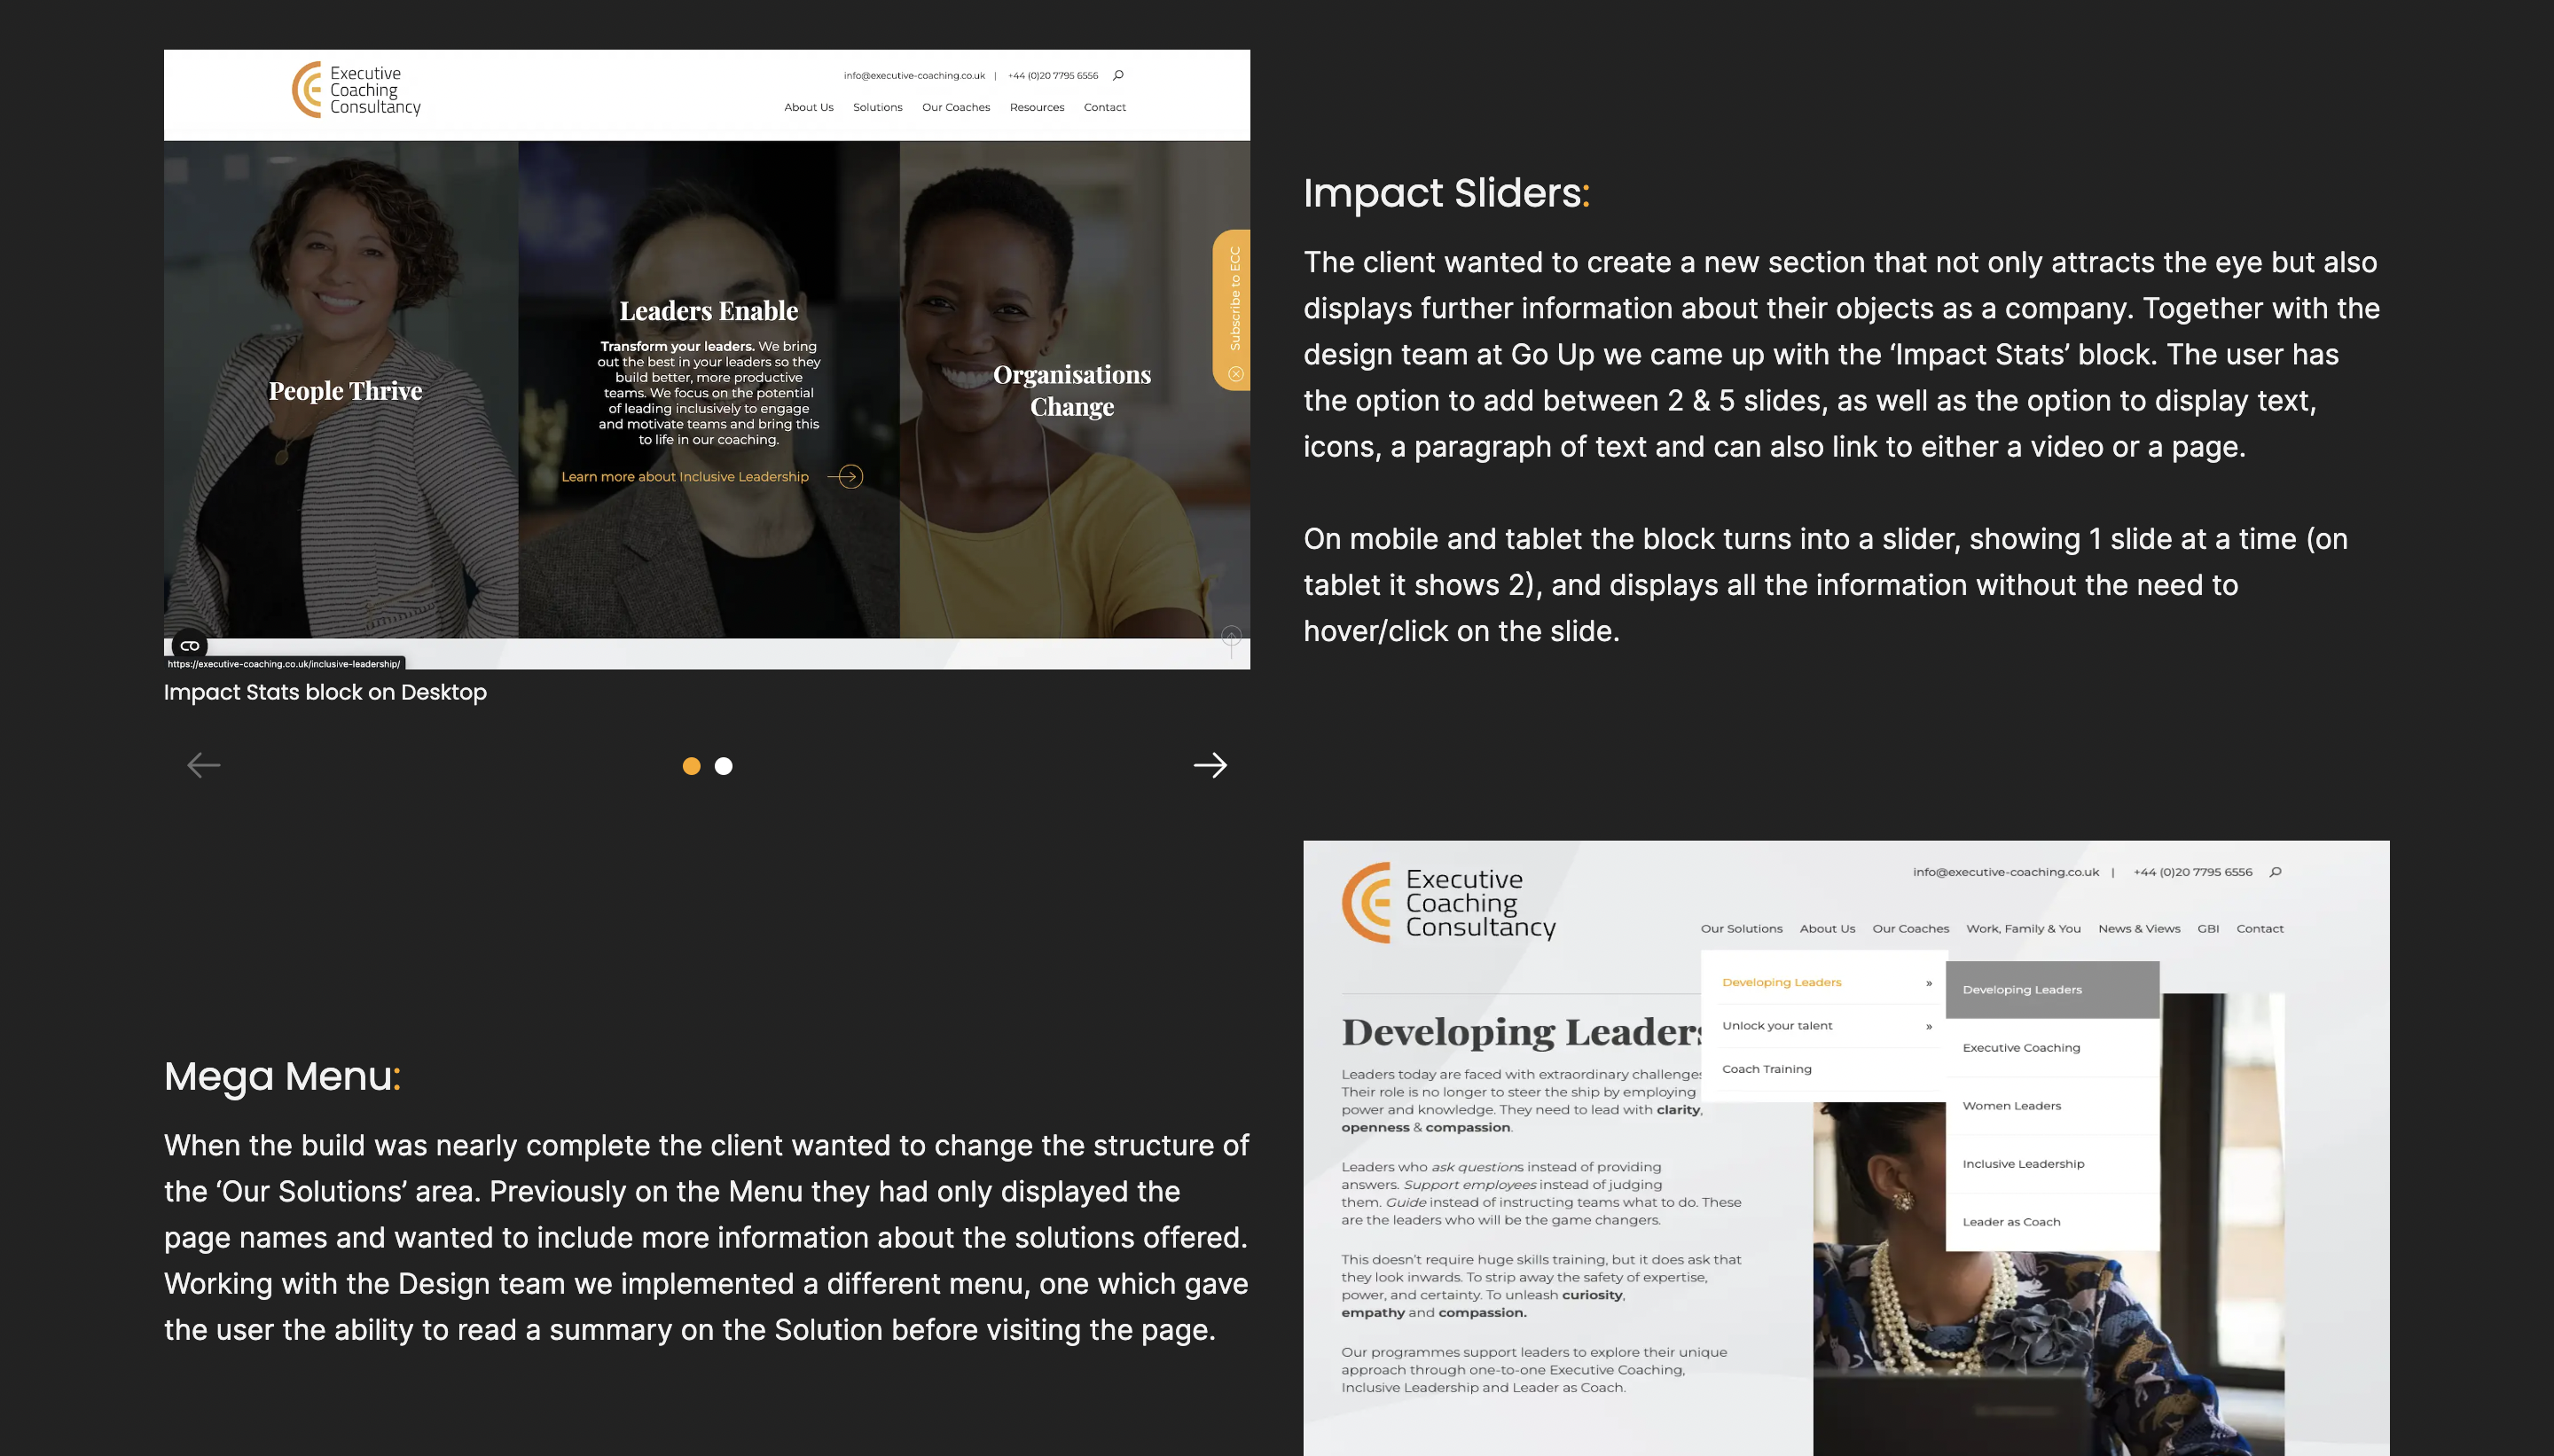 Executive
Coaching
Consultancy
info@executive-coaching.co.uk | +44 (0)20 7795 6556
About Us Solutions Our Coaches Resources Contact
People Thrive
Leaders Enable
Transform your leaders. We bring
out the best in your leaders so they
build better, more productive
teams. We focus on the potential
of leading inclusively to engage
and motivate teams and bring this
to life in our coaching.
Learn more about Inclusive Leadership
Organisations
Change
Subscribe to ECC
https://executive-coaching.co.uk/inclusive-leadership/
Impact Stats block on Desktop
Impact Sliders:
The client wanted to create a new section that not only attracts the eye but also
displays further information about their objects as a company. Together with the
design team at Go Up we came up with the ‘Impact Stats’ block. The user has
the option to add between 2 & 5 slides, as well as the option to display text,
icons, a paragraph of text and can also link to either a video or a page.
On mobile and tablet the block turns into a slider, showing 1 slide at a time (on
tablet it shows 2), and displays all the information without the need to
hover/click on the slide.
Mega Menu:
When the build was nearly complete the client wanted to change the structure of
the ‘Our Solutions’ area. Previously on the Menu they had only displayed the
page names and wanted to include more information about the solutions offered.
Working with the Design team we implemented a different menu, one which gave
the user the ability to read a summary on the Solution before visiting the page.
Executive
Coaching
Consultancy
info@executive-coaching.co.uk | +44 (0)20 7795 6556
Our Solutions About Us Our Coaches Work, Family & You News & Views GBI Contact
Developing Leaders »
Unlock your talent »
Coach Training
Developing Leaders
Executive Coaching
Women Leaders
Inclusive Leadership
Leader as Coach
Developing Leaders
Leaders today are faced with extraordinary challenges
Their role is no longer to steer the ship by employing
power and knowledge. They need to lead with clarity,
openness & compassion.
Leaders who ask questions instead of providing
answers. Support employees instead of judging
them. Guide instead of instructing teams what to do. These
are the leaders who will be the game changers.
This doesn’t require huge skills training, but it does ask that
they look inwards. To strip away the safety of expertise,
power, and certainty. To unleash curiosity,
empathy and compassion.
Our programmes support leaders to explore their unique
approach through one-to-one Executive Coaching,
Inclusive Leadership and Leader as Coach.